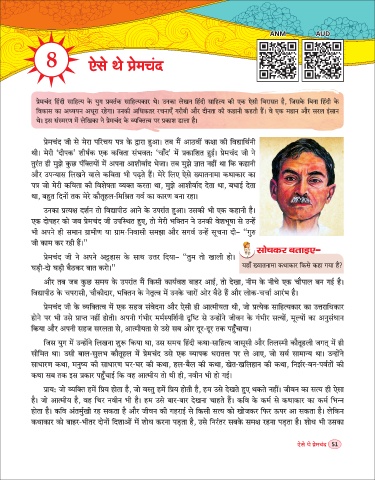 ANM
AUD
8
ऐसे थे प्रेमचंद
प्रेमचंद हिंदी साहित्य के युग प्रवर्तक साहित्यकार थे। उनका लेखन हिंदी साहित्य की एक ऐसी विरासत है, जिसके बिना हिंदी के
विकास का अध्ययन अधूरा रहेगा। उनकी अधिकतर रचनाएँ गरीबी और दीनता की कहानी कहती हैं। वे एक महान और सरल इंसान
थे। इस संस्मरण में लेखिका ने प्रेमचंद के व्यक्तित्व पर प्रकाश डाला है।
प्रेमचंद जी से मेरा परिचय पत्र के द्वारा हुआ। तब मैं आठवीं कक्षा की विद्यार्थिनी
थी। मेरी 'दीपक' शीर्षक एक कविता संभवतः 'चाँद' में प्रकाशित हुई। प्रेमचंद जी ने
तुरंत ही मुझे कुछ पंक्तियों में अपना आशीर्वाद भेजा। तब मुझे ज्ञात नहीं था कि कहानी
और उपन्यास लिखने वाले कविता भी पढ़ते हैं। मेरे लिए ऐसे ख्यातनामा कथाकार का
पत्र जो मेरी कविता की विशेषता व्यक्त करता था, मुझे आशीर्वाद देता था, बधाई देता
था, बहुत दिनों तक मेरे कौतूहल-मिश्रित गर्व का कारण बना रहा।
उनका प्रत्यक्ष दर्शन तो विद्यापीठ आने के उपरांत हुआ। उसकी भी एक कहानी है।
एक दोपहर को जब प्रेमचंद जी उपस्थित हुए, तो मेरी भक्तिन ने उनकी वेशभूषा से उन्हें
भी अपने ही समान ग्रामीण या ग्राम-निवासी समझा और सगर्व उन्हें सूचना दी– "गुरु
जी काम कर रही हैं।"
प्रेमचंद जी ने अपने अट्टहास के साथ उत्तर दिया– "तुम तो खाली हो।
घड़ी-दो घड़ी बैठकर बात करो।"
सोचकर बताइए–
यहाँ ख्यातनामा कथाकार किसे कहा गया है?
और तब जब कुछ समय के उपरांत मैं किसी कार्यवश बाहर आई, तो देखा, नीम के नीचे एक चौपाल बन गई है।
विद्यापीठ के चपरासी, चौकीदार, भक्तिन के नेतृत्व में उनके चारों ओर बैठे हैं और लोक-चर्चा आरंभ है।
प्रेमचंद जी के व्यक्तित्व में एक सहज संवेदना और ऐसी ही आत्मीयता थी, जो प्रत्येक साहित्यकार का उत्तराधिकार
होने पर भी उसे प्राप्त नहीं होती। अपनी गंभीर मर्मस्पर्शिनी दृष्टि से उन्होंने जीवन के गंभीर सत्यों, मूल्यों का अनुसंधान
किया और अपनी सहज सरलता से, आत्मीयता से उसे सब ओर दूर-दूर तक पहुँचाया।
जिस युग में उन्होंने लिखना शुरू किया था, उस समय हिंदी कथा-साहित्य जासूसी और तिलस्मी कौतूहली जगत् में ही
सीमित था। उसी बाल-सुलभ कौतूहल में प्रेमचंद उसे एक व्यापक धरातल पर ले आए, जो सर्व सामान्य था। उन्होंने
साधारण कथा, मनुष्य की साधारण घर-घर की कथा, हल-बैल की कथा, खेत-खलिहान की कथा, निर्झर-वन-पर्वतों की
कथा सब तक इस प्रकार पहुँचाई कि वह आत्मीय तो थी ही, नवीन भी हो गई।
प्रायः जो व्यक्ति हमें प्रिय होता है, जो वस्तु हमें प्रिय होती है, हम उसे देखते हुए थकते नहीं। जीवन का सत्य ही ऐसा
है। जो आत्मीय है, वह चिर नवीन भी है। हम उसे बार-बार देखना चाहते हैं। कवि के कर्म से कथाकार का कर्म भिन्न
होता है। कवि अंतर्मुखी रह सकता है और जीवन की गहराई से किसी सत्य को खोजकर फिर ऊपर आ सकता है। लेकिन
कथाकार को बाहर-भीतर दोनों दिशाओं में शोध करना पड़ता है, उसे निरंतर सबके समक्ष रहना पड़ता है। शोध भी उसका
ऐसे थे प्रेमचंद 51